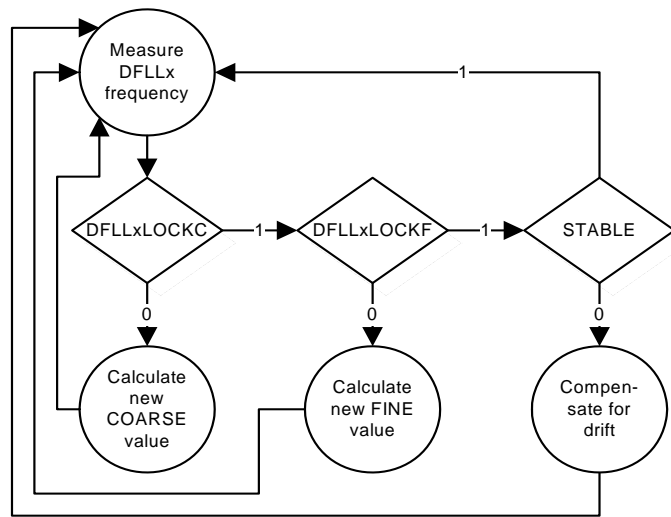 Measure
DFLLx
frequency
1
DFLLxLOCKC
1
DFLLxLOCKF
1
STABLE
0
0
0
Calculate
new
COARSE
value
Calculate
new FINE
value
Compen-
sate for
drift